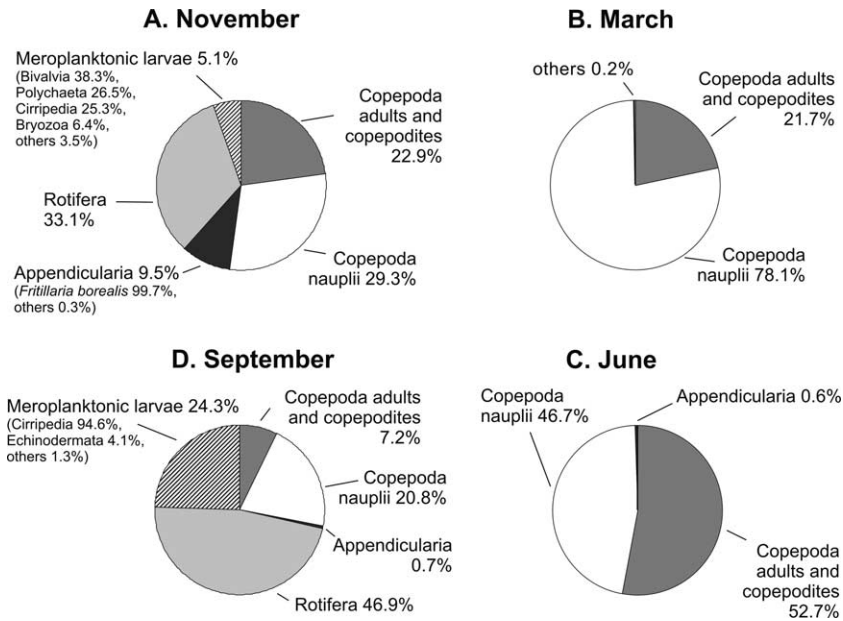 A. November
Meroplanktonic larvae 5.1%
(Bivalvia 38.3%,
Polychaeta 26.5%,
Cirripedia 25.3%,
Bryozoa 6.4%,
others 3.5%)
Copepoda
adults and
copepodites
22.9%
Rotifera
33.1%
Appendicularia 9.5%
(Fritillaria borealis 99.7%,
others 0.3%)
Copepoda
nauplii 29.3%
B. March
others 0.2%
Copepoda adults
and copepodites
21.7%
Copepoda
nauplii 78.1%
D. September
Meroplanktonic larvae 24.3%
(Cirripedia 94.6%,
Echinodermata 4.1%,
others 1.3%)
Copepoda adults
and copepodites
7.2%
Copepoda
nauplii 20.8%
Appendicularia
0.7%
Rotifera 46.9%
C. June
Copepoda
nauplii 46.7%
Appendicularia 0.6%
Copepoda
adults and
copepodites
52.7%